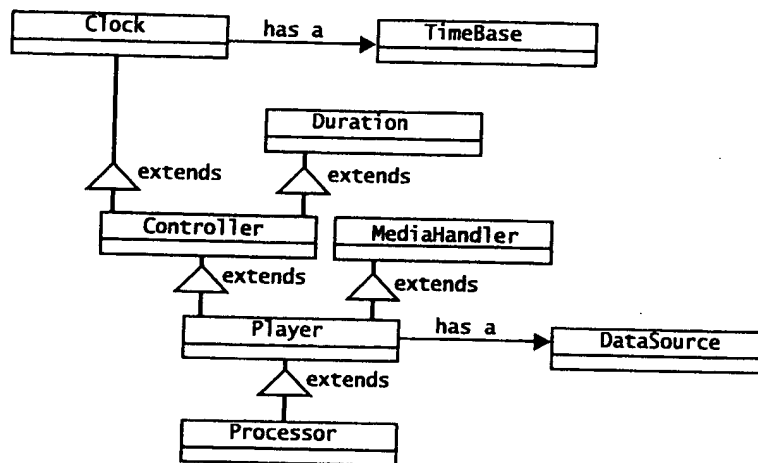 Clock
has a
TimeBase
Duration
extends
extends
Controller
MediaHandler
extends
extends
Player
has a
DataSource
extends
Processor